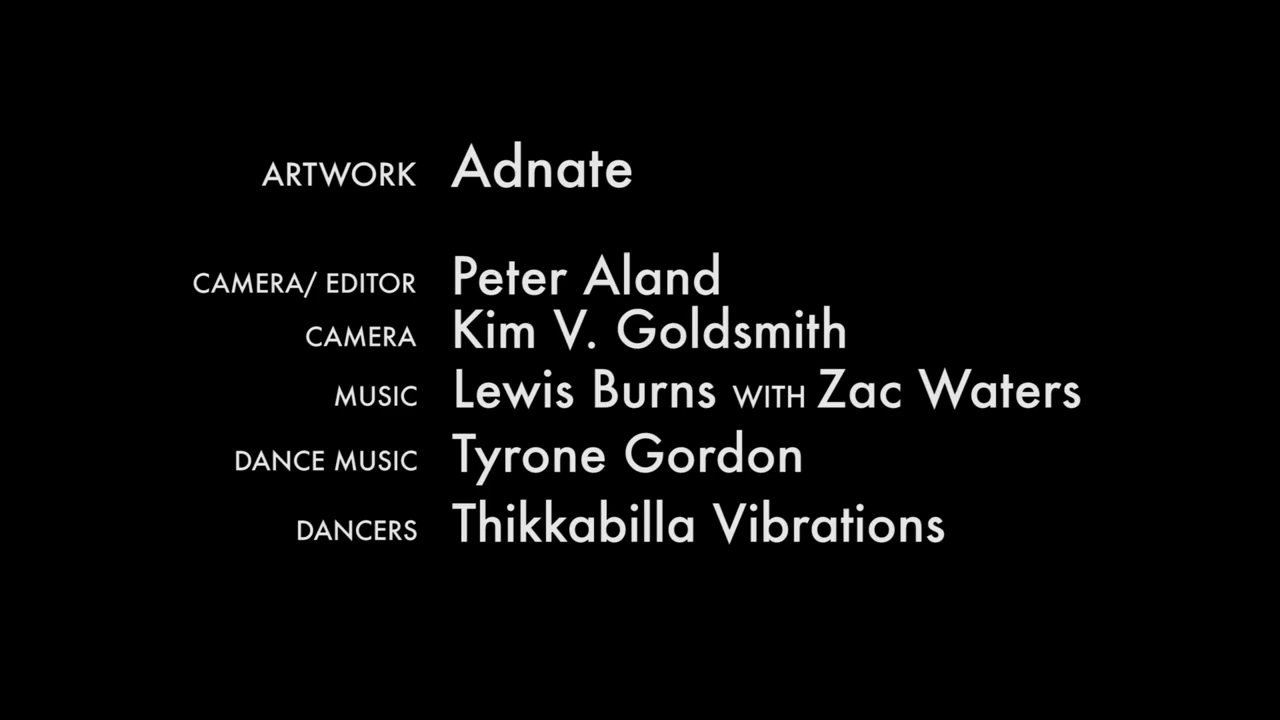 ARTWORK Adnate
CAMERA/ EDITOR Peter Aland
CAMERA Kim V. Goldsmith
MUSIC Lewis Burns WITH Zac Waters
DANCE MUSIC Tyrone Gordon
DANCERS Thikkabilla Vibrations